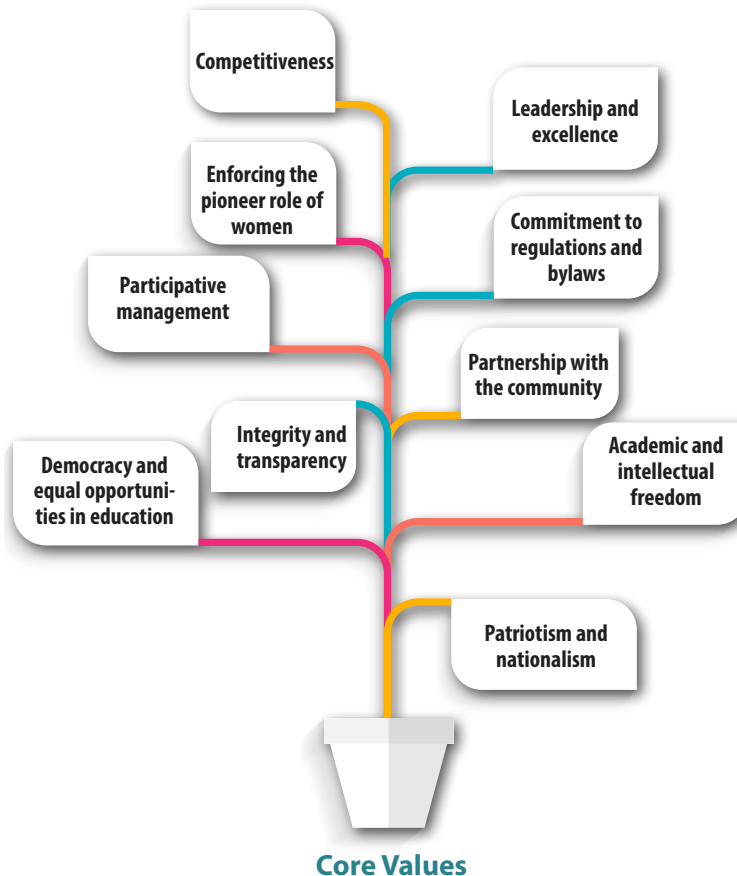 Competitiveness
Leadership and
excellence
Enforcing the
pioneer role of
women
Commitment to
regulations and
bylaws
Participative
management
Partnership with
the community
Integrity and
transparency
Academic and
intellectual
freedom
Democracy and
equal opportuni-
ties in education
Patriotism and
nationalism
Core Values